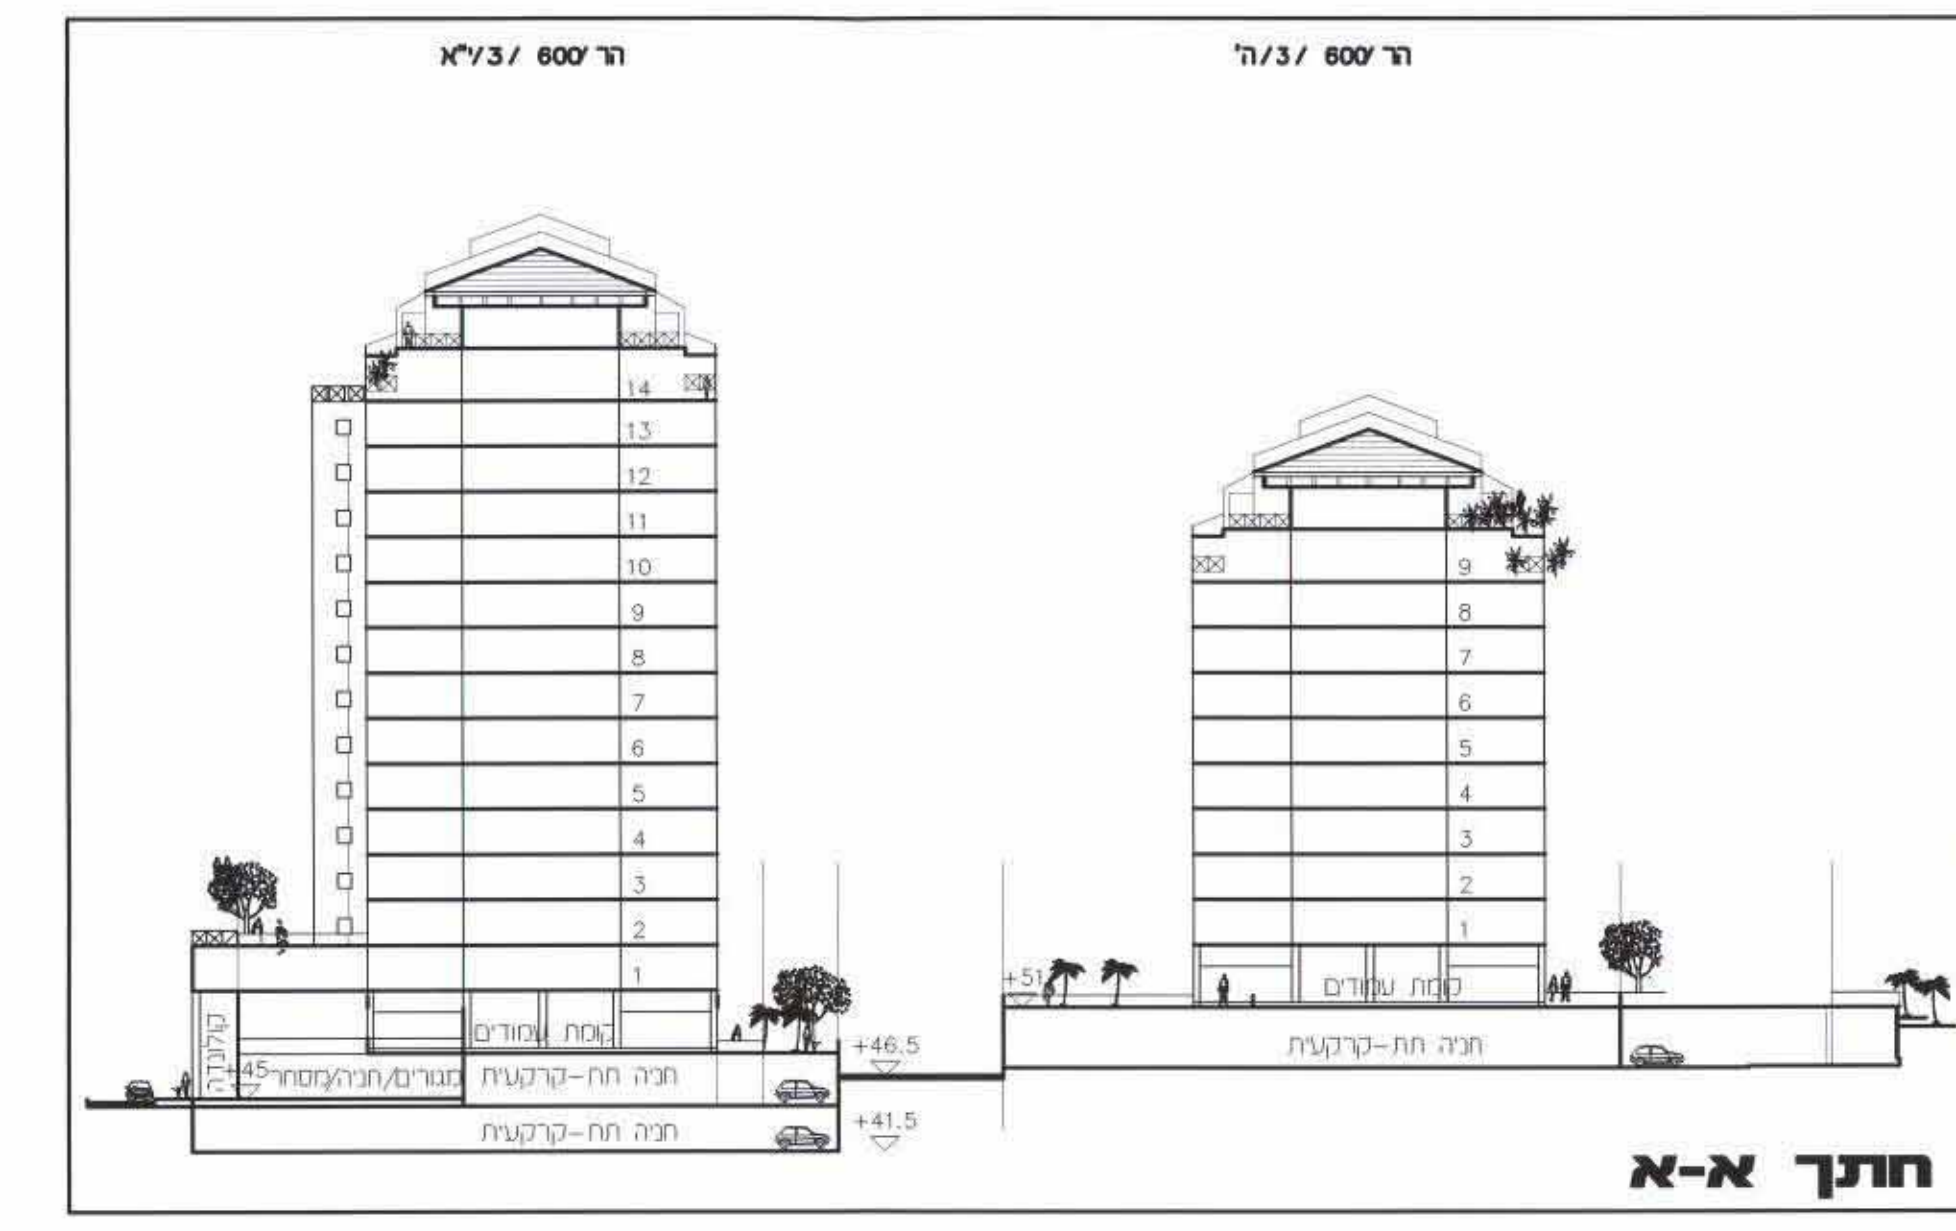 הר /600 /3/י"א
14
13
12
11
10
9
8
7
6
5
4
3
2
1
קומת עמודים
קולונדה
+45
מגורים/חניה/מסחר
חניה תת-קרקעית
חניה תת-קרקעית
+46.5
+41.5
הר /600 /3/ה'
9
8
7
6
5
4
3
2
1
קומת עמודים
+51
חניה תת-קרקעית
חתך א-א